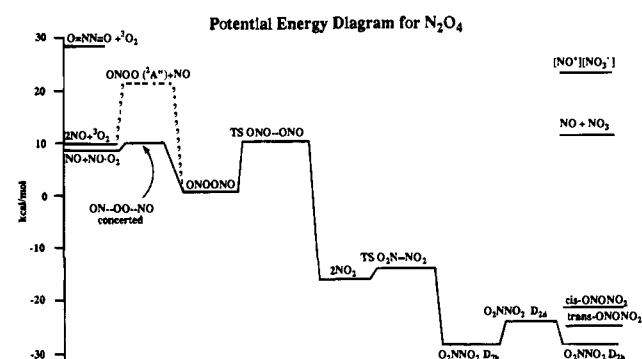 Potential Energy Diagram for N₂O₄
30
20
10
0
-10
-20
-30
kcal/mol
O=NN=O + ³O₂
ONOO (²A")+NO
2NO+³O₂
NO+NO·O₂
ON--OO--NO
concerted
ONOONO
TS ONO--ONO
2NO₂
TS O₂N--NO₂
O₂NNO₂ D₂ₕ
O₂NNO₂ D₂d
[NO⁺][NO₃⁻]
NO + NO₃
cis-ONONO₂
trans-ONONO₂
O₂NNO₂ D₂ₕ